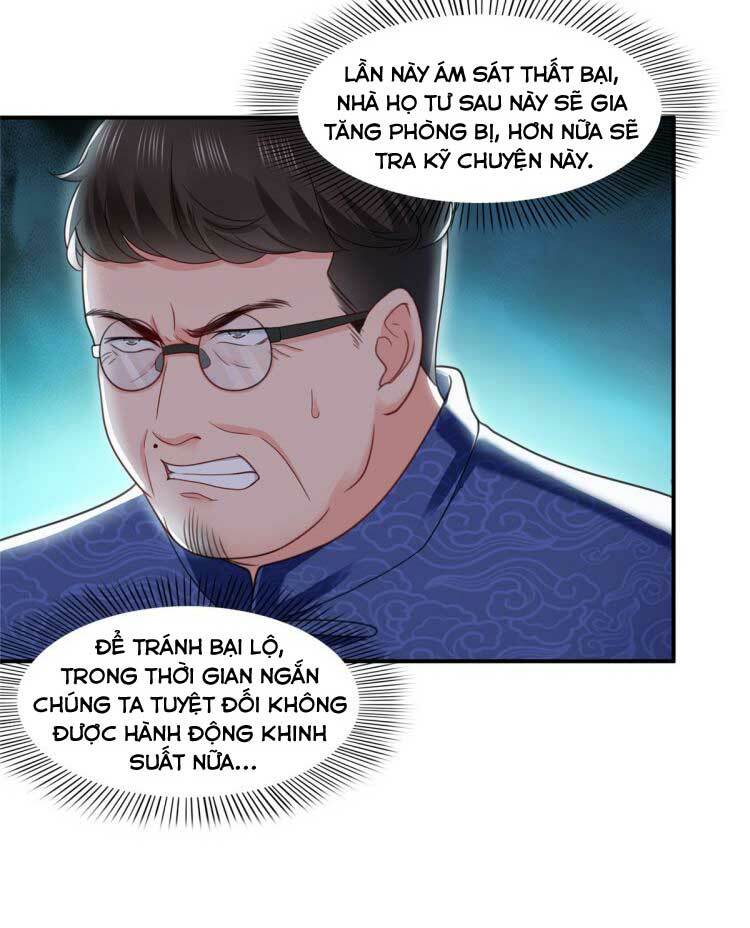 LẦN NÀY ÁM SÁT THẤT BẠI,
NHÀ HỌ TƯ SAU NÀY SẼ GIA
TĂNG PHÒNG BỊ, HƠN NỮA SẼ
TRA KỸ CHUYỆN NÀY.
ĐỂ TRÁNH BẠI LỘ,
TRONG THỜI GIAN NGẮN
CHÚNG TA TUYỆT ĐỐI KHÔNG
ĐƯỢC HÀNH ĐỘNG KHINH
SUẤT NỮA...